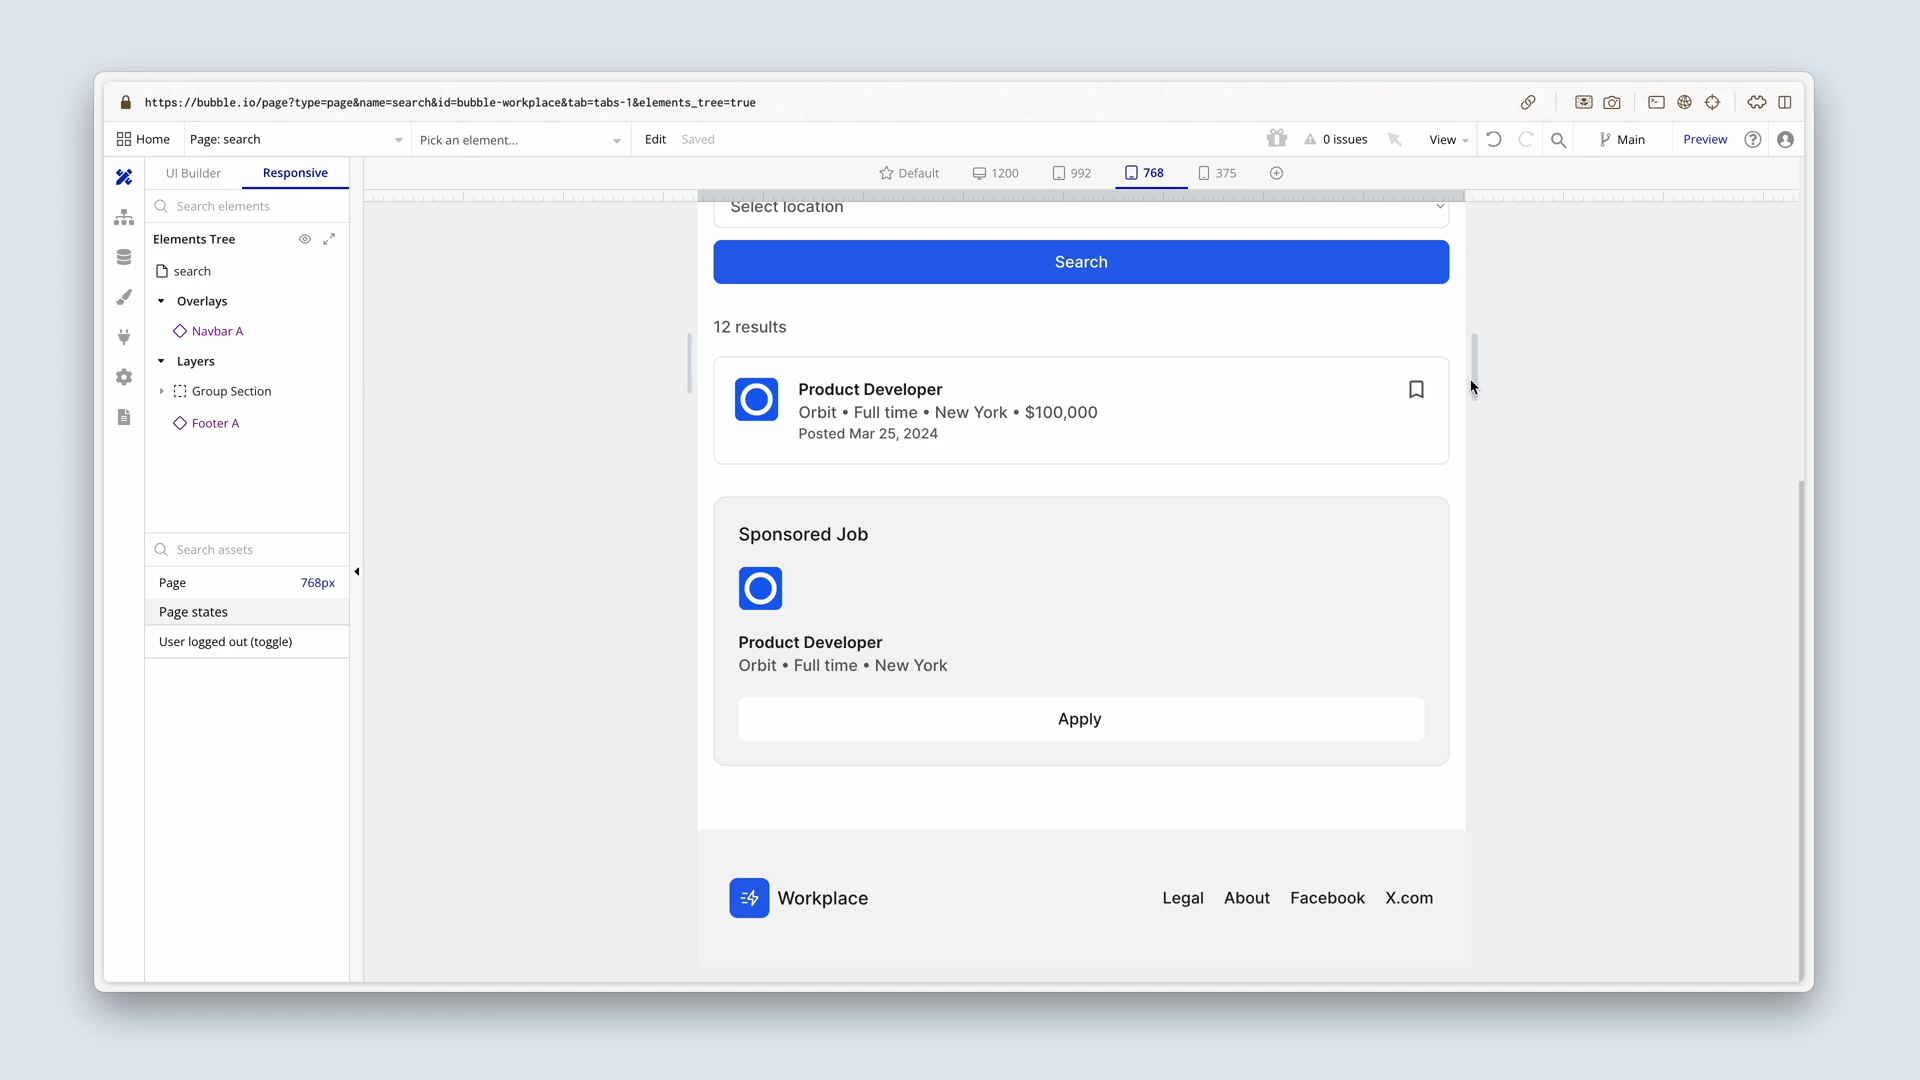 https://bubble.io/page?type=page&name=search&id=bubble-workplace&tab=tabs-1&elements_tree=true
Home
Page: search
Pick an element...
Edit
Saved
0 issues
View
Main
Preview
UI Builder
Responsive
Default
1200
992
768
375
Search elements
Elements Tree
search
Overlays
Navbar A
Layers
Group Section
Footer A
Search assets
Page 768px
Page states
User logged out (toggle)
Select location
Search
12 results
Product Developer
Orbit • Full time • New York • $100,000
Posted Mar 25, 2024
Sponsored Job
Product Developer
Orbit • Full time • New York
Apply
Workplace
Legal About Facebook X.com